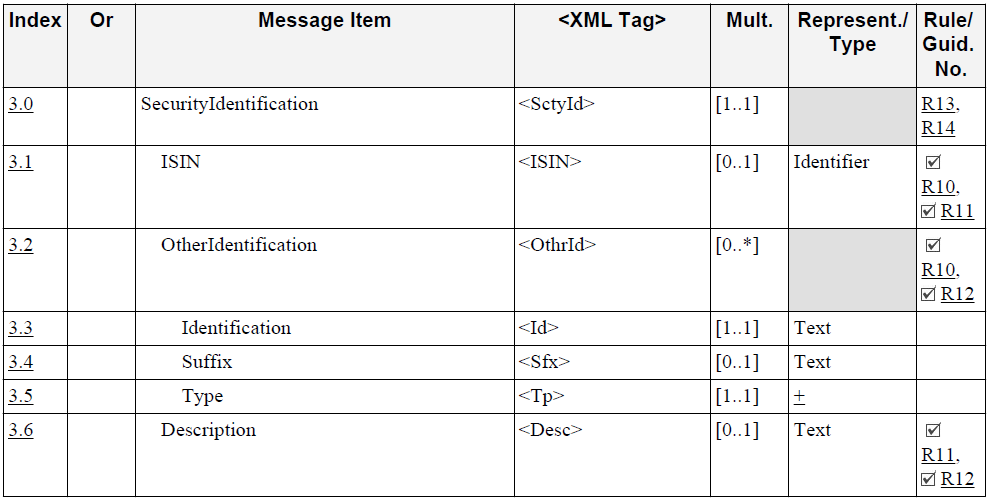 Index Or Message Item <XML Tag> Mult. Represent./ Type Rule/ Guid. No.
3.0 SecurityIdentification <SctyId> [1..1] R13, R14
3.1 ISIN <ISIN> [0..1] Identifier ☑ R10, ☑ R11
3.2 OtherIdentification <OthrId> [0..*] ☑ R10, ☑ R12
3.3 Identification <Id> [1..1] Text
3.4 Suffix <Sfx> [0..1] Text
3.5 Type <Tp> [1..1] +
3.6 Description <Desc> [0..1] Text ☑ R11, ☑ R12